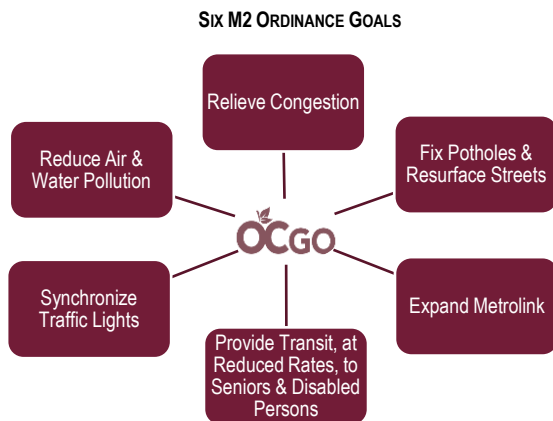 SIX M2 ORDINANCE GOALS
Relieve Congestion
Fix Potholes &
Resurface Streets
Expand Metrolink
Provide Transit, at
Reduced Rates, to
Seniors & Disabled
Persons
Synchronize
Traffic Lights
Reduce Air &
Water Pollution
OCGO